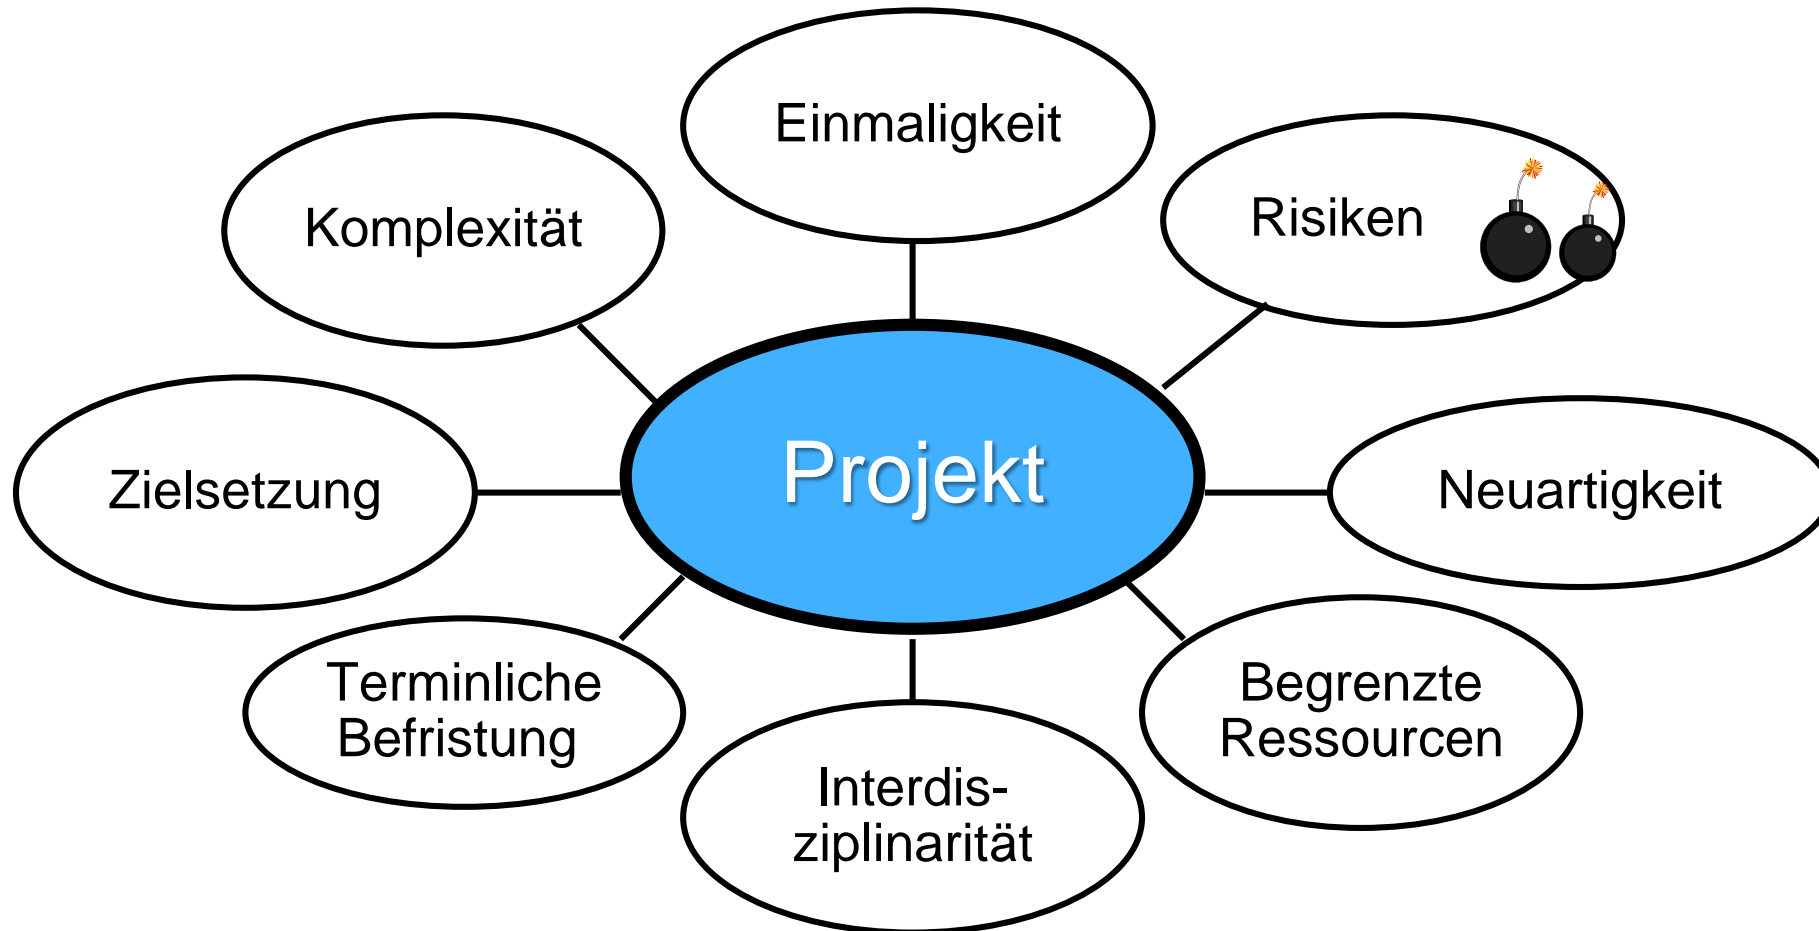 Einmaligkeit
Komplexität
Risiken
Zielsetzung
Projekt
Neuartigkeit
Terminliche
Befristung
Begrenzte
Ressourcen
Interdis-
ziplinarität